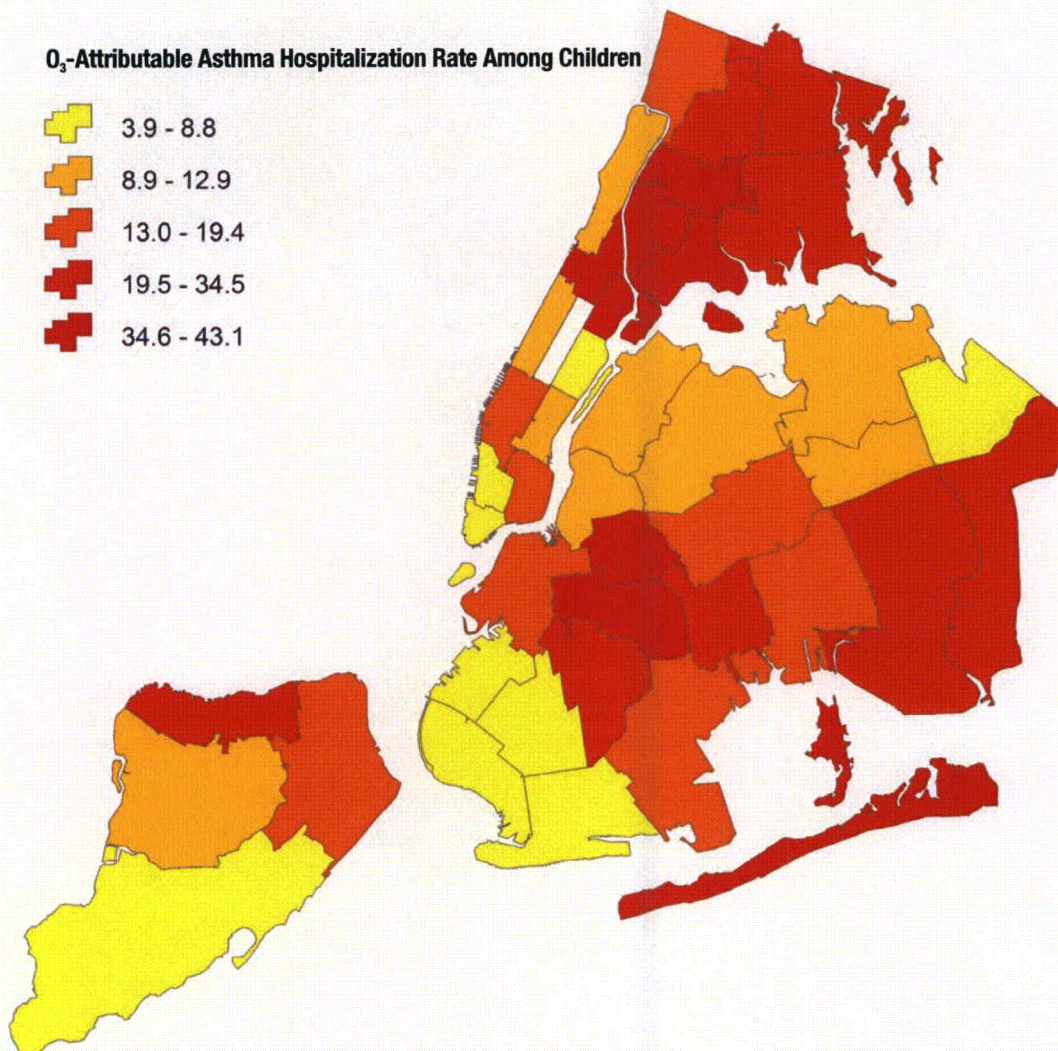 O₃-Attributable Asthma Hospitalization Rate Among Children
3.9 - 8.8
8.9 - 12.9
13.0 - 19.4
19.5 - 34.5
34.6 - 43.1